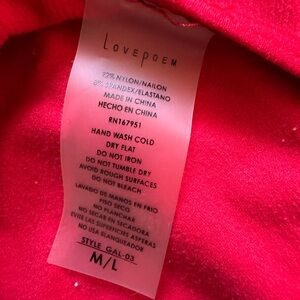 Lovepoem
92% NYLON/NAILON
8% SPANDEX/ELASTANO
MADE IN CHINA
HECHO EN CHINA
RN167951
HAND WASH COLD
DRY FLAT
DO NOT IRON
DO NOT TUMBLE DRY
AVOID ROUGH SURFACES
DO NOT BLEACH
LAVADO DE MANOS EN FRIO
PISO SECO
NO PLANCHAR
NO SEGAR EN SECADORA
EVITE LAS SUPERFICIES ASPERAS
NO USA BLANQUEADOR
STYLE GAL-03
M/L